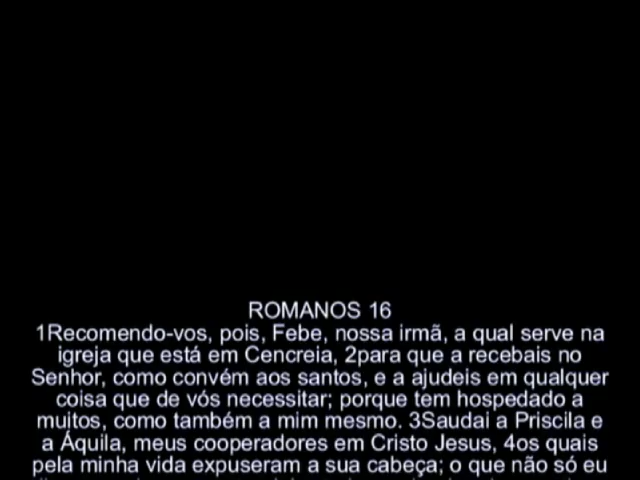 ROMANOS 16
1Recomendo-vos, pois, Febe, nossa irmã, a qual serve na
igreja que está em Cencreia, 2para que a recebais no
Senhor, como convém aos santos, e a ajudeis em qualquer
coisa que de vós necessitar; porque tem hospedado a
muitos, como também a mim mesmo. 3Saudai a Priscila e
a Áquila, meus cooperadores em Cristo Jesus, 4os quais
pela minha vida expuseram a sua cabeça; o que não só eu